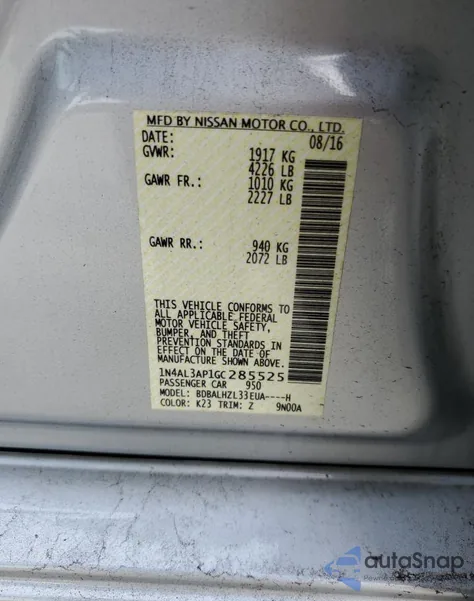 MFD BY NISSAN MOTOR CO., LTD.
DATE: 08/16
GVWR: 1917 KG
4226 LB
GAWR FR.: 1010 KG
2227 LB
GAWR RR.: 940 KG
2072 LB
THIS VEHICLE CONFORMS TO
ALL APPLICABLE FEDERAL
MOTOR VEHICLE SAFETY,
BUMPER, AND THEFT
PREVENTION STANDARDS IN
EFFECT ON THE DATE OF
MANUFACTURE SHOWN ABOVE.
1N4AL3AP1GC285525
PASSENGER CAR 950
MODEL: BDBALHZL33EUA----H
COLOR: K23 TRIM: Z 9N00A
autoSnap